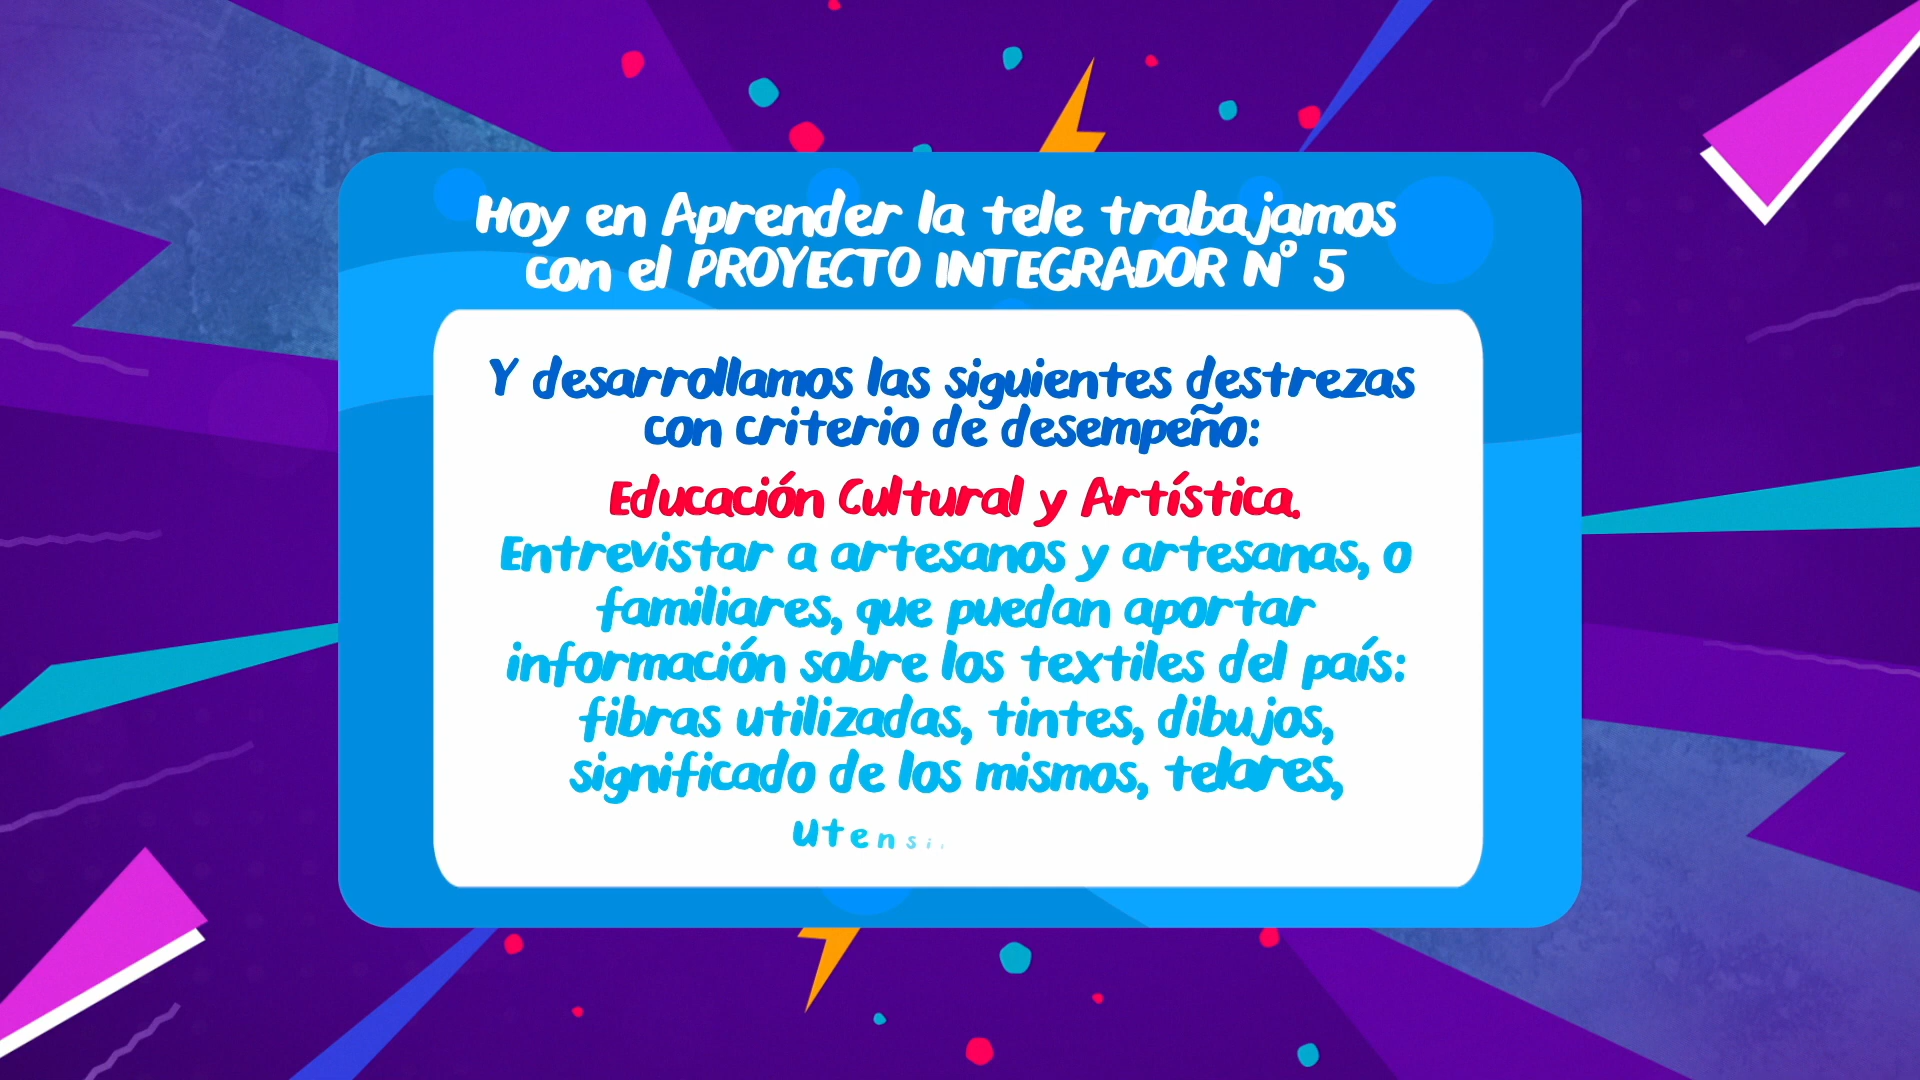 Hoy en Aprender la tele trabajamos
con el PROYECTO INTEGRADOR N° 5
Y desarrollamos las siguientes destrezas
con criterio de desempeño:
Educación Cultural y Artística.
Entrevistar a artesanos y artesanas, o
familiares, que puedan aportar
información sobre los textiles del país:
fibras utilizadas, tintes, dibujos,
significado de los mismos, telares,